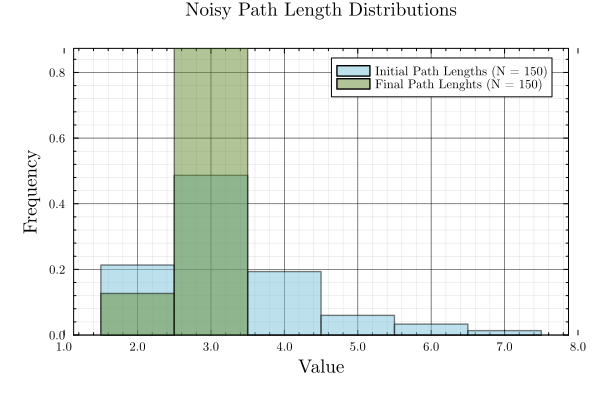 Noisy Path Length Distributions
Initial Path Lengths (N = 150)
Final Path Lenghts (N = 150)
Frequency
0.8
0.6
0.4
0.2
0.0
1.0 2.0 3.0 4.0 5.0 6.0 7.0 8.0
Value